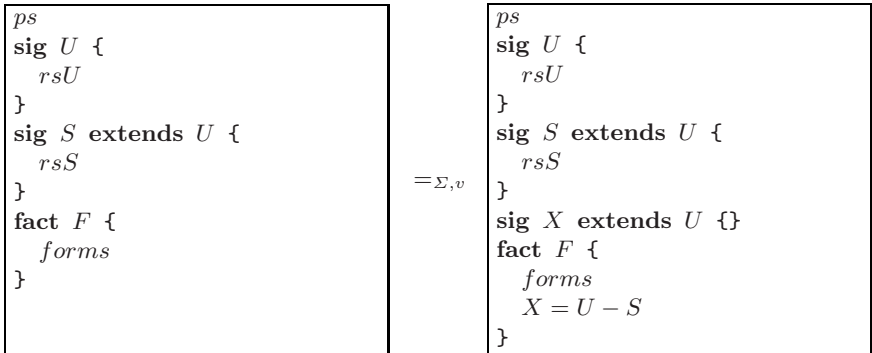 ps
sig U {
rsU
}
sig S extends U {
rsS
}
fact F {
forms
}
=Σ,v
ps
sig U {
rsU
}
sig S extends U {
rsS
}
sig X extends U {}
fact F {
forms
X = U − S
}